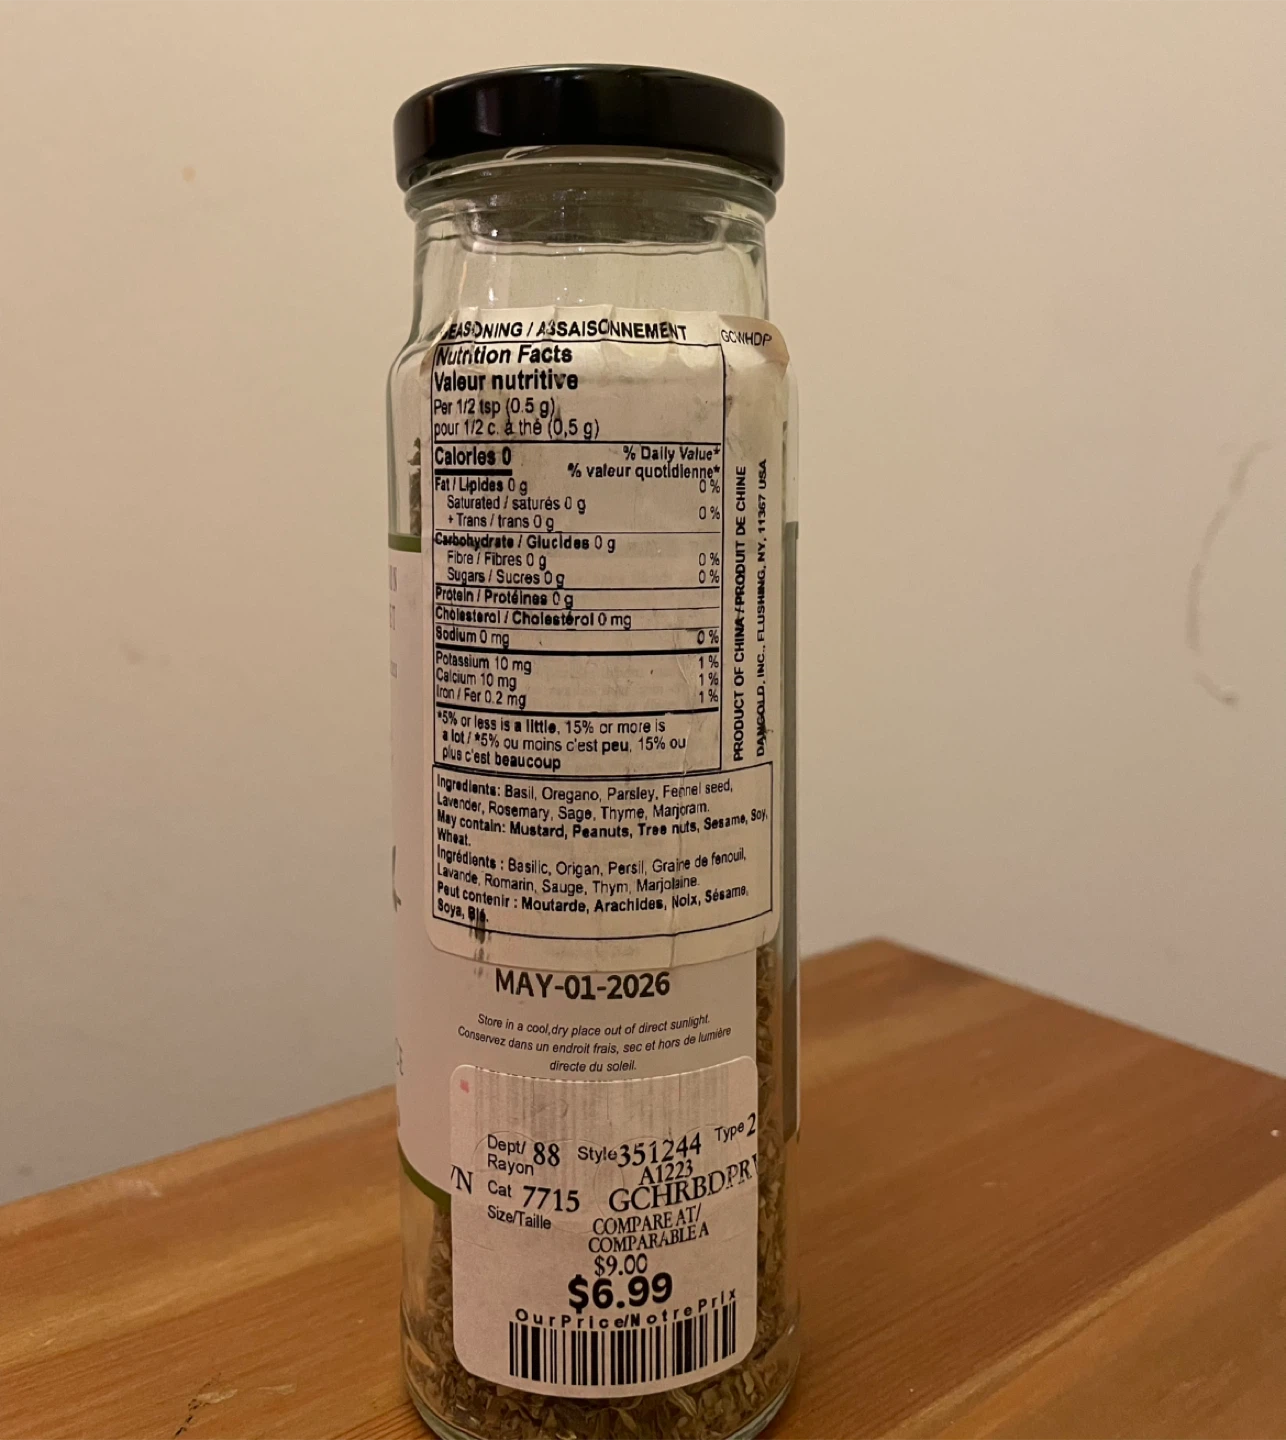 SEASONING / ASSAISONNEMENT
GCWHDP
Nutrition Facts
Valeur nutritive
Per 1/2 tsp (0.5 g)
pour 1/2 c. à thé (0,5 g)
Calories 0
% Daily Value*
% valeur quotidienne*
Fat / Lipides 0 g 0 %
Saturated / saturés 0 g
+ Trans / trans 0 g 0 %
Carbohydrate / Glucides 0 g
Fibre / Fibres 0 g 0 %
Sugars / Sucres 0 g 0 %
Protein / Protéines 0 g
Cholesterol / Cholestérol 0 mg
Sodium 0 mg 0 %
Potassium 10 mg 1 %
Calcium 10 mg 1 %
Iron / Fer 0.2 mg 1 %
*5% or less is a little, 15% or more is
a lot / *5% ou moins c'est peu, 15% ou
plus c'est beaucoup
PRODUCT OF CHINA / PRODUIT DE CHINE
DANGOLD, INC., FLUSHING, NY, 11367 USA
Ingredients: Basil, Oregano, Parsley, Fennel seed,
Lavender, Rosemary, Sage, Thyme, Marjoram.
May contain: Mustard, Peanuts, Tree nuts, Sesame, Soy,
Wheat.
Ingrédients : Basilic, Origan, Persil, Graine de fenouil,
Lavande, Romarin, Sauge, Thym, Marjolaine.
Peut contenir : Moutarde, Arachides, Noix, Sésame,
Soya, Blé.
MAY-01-2026
Store in a cool,dry place out of direct sunlight.
Conservez dans un endroit frais, sec et hors de lumière
directe du soleil.
Dept/ 88 Style 351244 Type 2
Rayon A1223
Cat 7715 GCHRBDPR
Size/Taille
COMPARE AT/
COMPARABLE A
$9.00
$6.99
OurPrice/NotrePrix